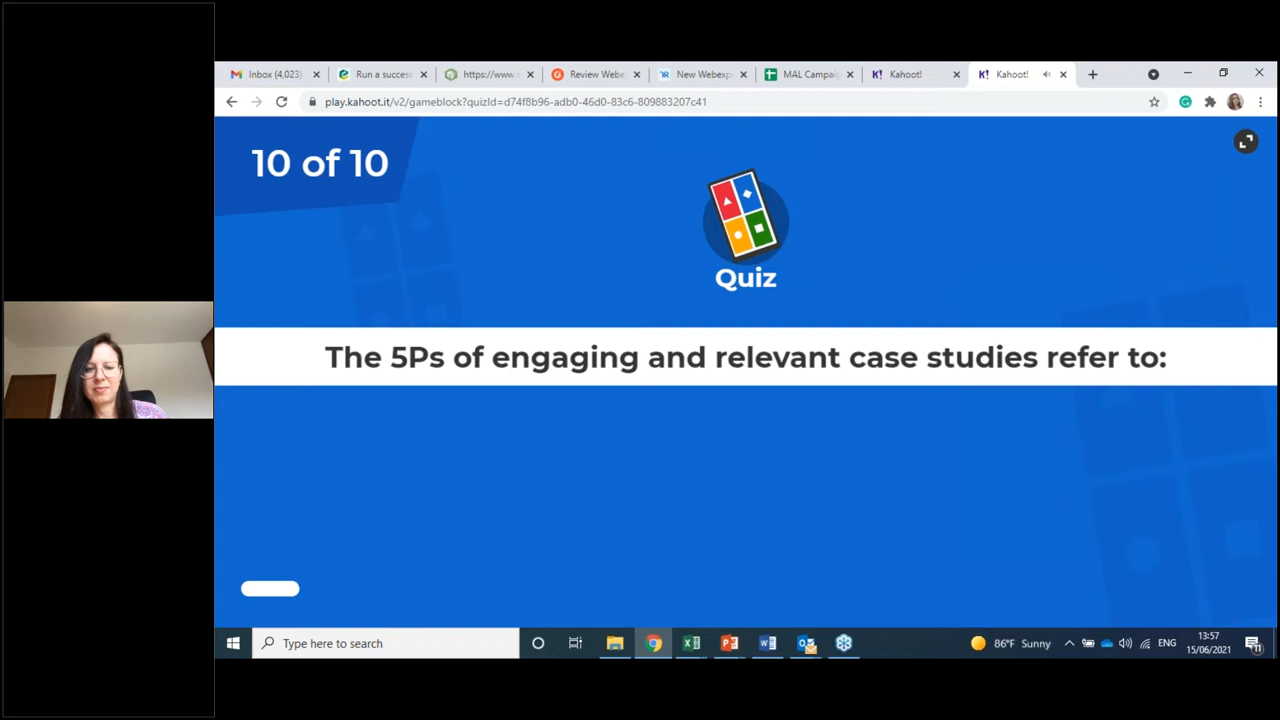 Inbox (4,023)
Run a succes
https://www.
Review Webe
New Webexp
MAL Campai
Kahoot!
Kahoot!
play.kahoot.it/v2/gameblock?quizId=d74f8b96-adb0-46d0-83c6-809883207c41
10 of 10
Quiz
The 5Ps of engaging and relevant case studies refer to:
Type here to search
86°F Sunny
ENG
13:57
15/06/2021
11